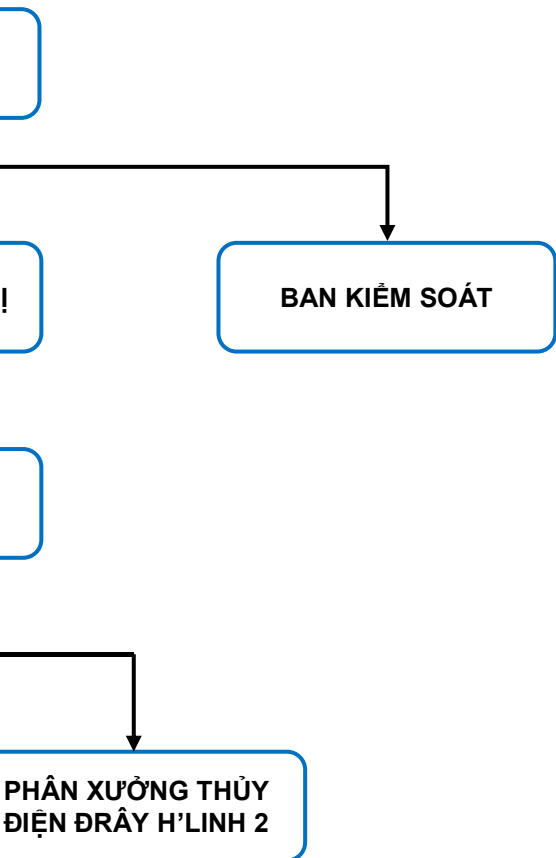 Ị
BAN KIỂM SOÁT
PHÂN XƯỞNG THỦY
ĐIỆN ĐRÂY H’LINH 2